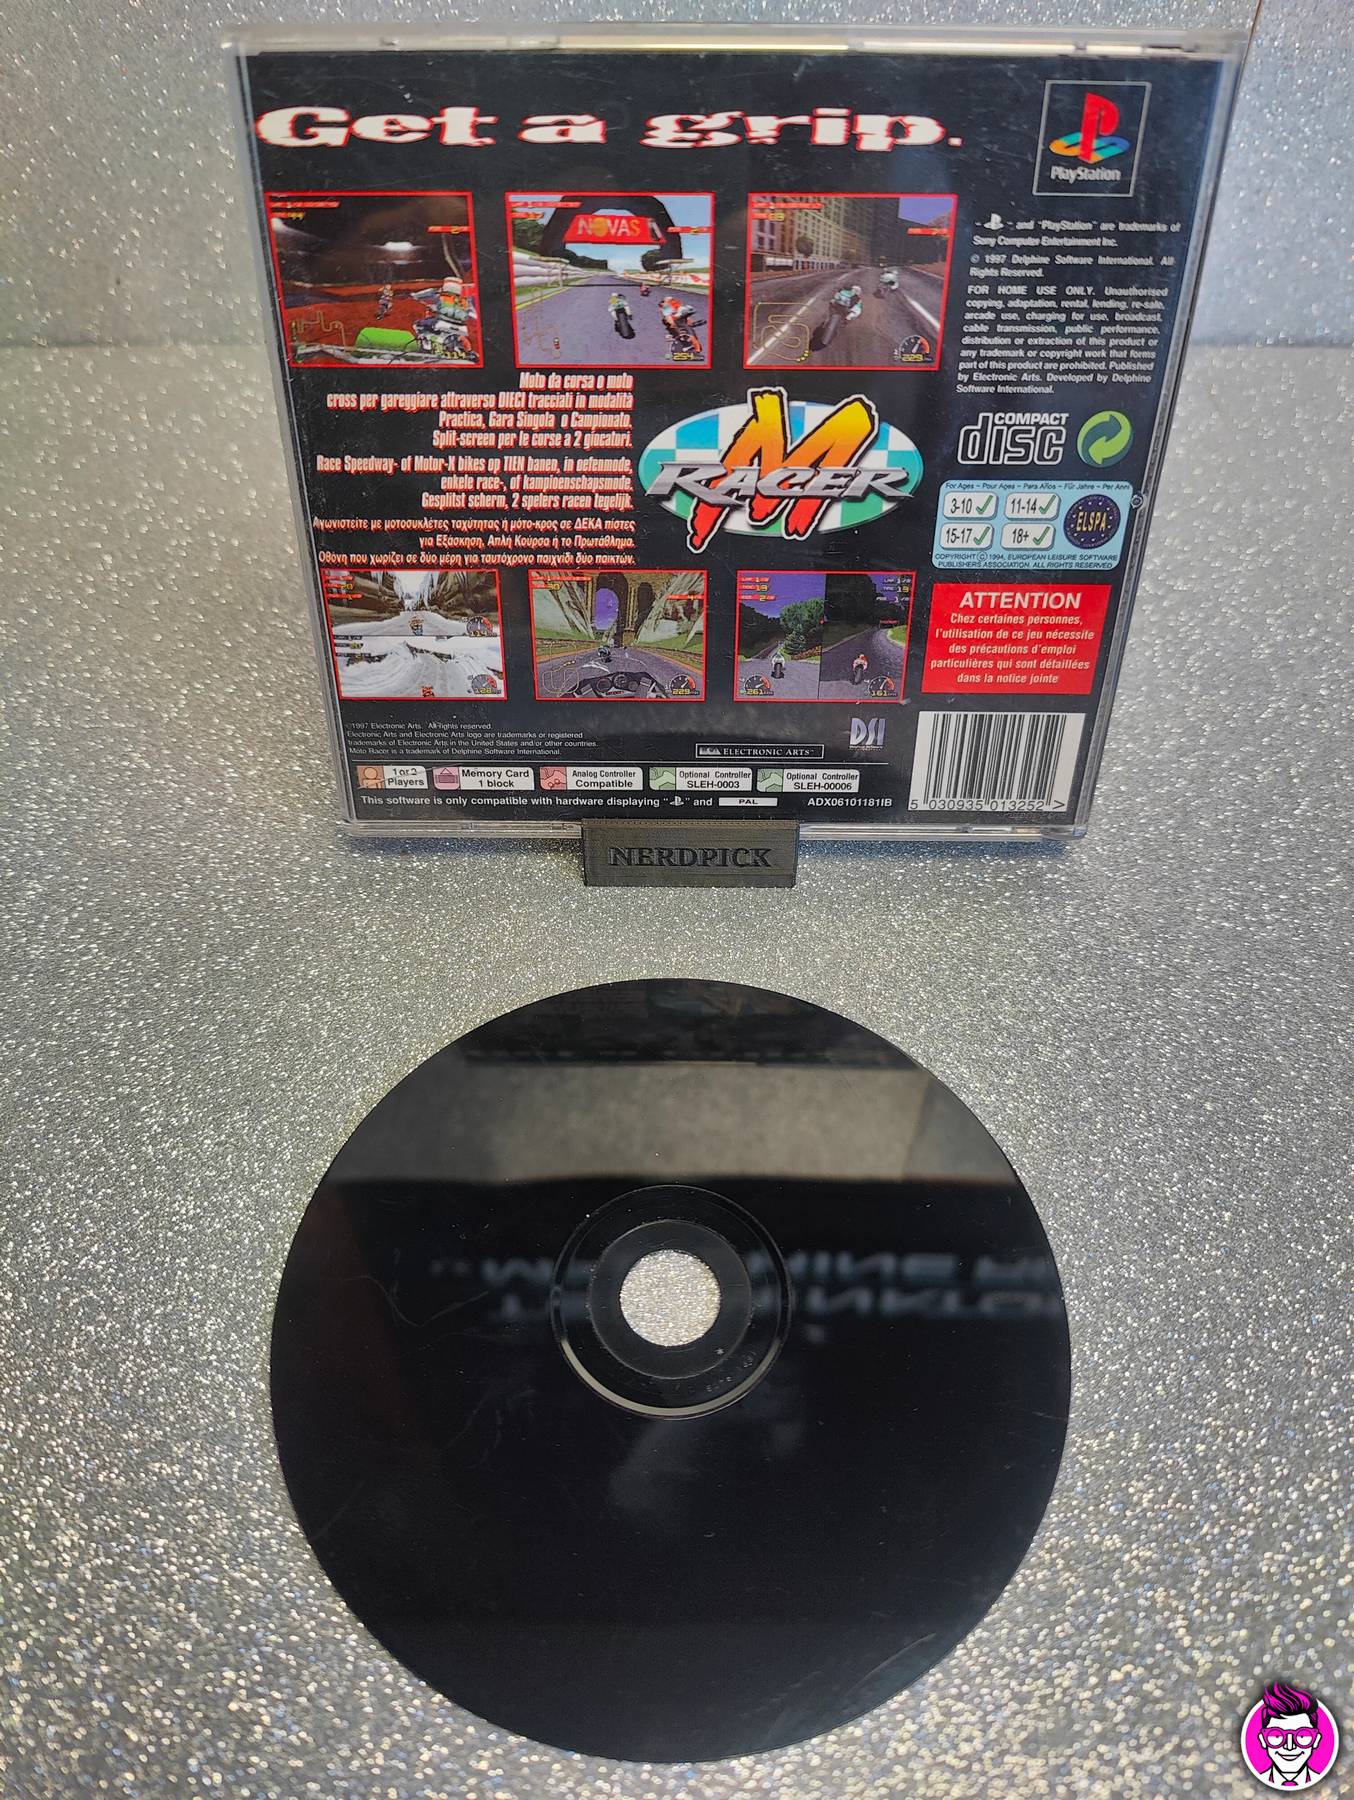 Get a grip.
PlayStation
NOVAS
" " and "PlayStation" are trademarks of
Sony Computer Entertainment Inc.
© 1997 Delphine Software International. All
Rights Reserved.
FOR HOME USE ONLY. Unauthorised
copying, adaptation, rental, lending, re-sale,
arcade use, charging for use, broadcast,
cable transmission, public performance,
distribution or extraction of this product or
any trademark or copyright work that forms
part of this product are prohibited. Published
by Electronic Arts. Developed by Delphine
Software International.
Moto da corsa o moto
cross per gareggiare attraverso DIECI tracciati in modalità
Practica, Gara Singola o Campionato.
Split-screen per le corse a 2 giocatori.
Race Speedway- of Motor-X bikes op TIEN banen, in oefenmode,
enkele race-, of kampioenschapsmode.
Gesplitst scherm, 2 spelers racen tegelijk.
Αγωνιστείτε με μοτοσυκλέτες ταχύτητας ή μότο-κρος σε ΔΕΚΑ πίστες
για Εξάσκηση, Απλή Κούρσα ή το Πρωτάθλημα.
Οθόνη που χωρίζει σε δύο μέρη για ταυτόχρονο παιχνίδι δύο παικτών.
M
RACER
COMPACT
disc
For Ages – Pour Ages – Para Años – Für Jahre – Per Anni
3-10 11-14
15-17 18+
ELSPA
COPYRIGHT © 1994, EUROPEAN LEISURE SOFTWARE
PUBLISHERS ASSOCIATION. ALL RIGHTS RESERVED
ATTENTION
Chez certaines personnes,
l'utilisation de ce jeu nécessite
des précautions d'emploi
particulières qui sont détaillées
dans la notice jointe
114
254
229
128
229
261
161
©1997 Electronic Arts. All rights reserved.
Electronic Arts and Electronic Arts logo are trademarks or registered
trademarks of Electronic Arts in the United States and/or other countries.
Moto Racer is a trademark of Delphine Software International.
ELECTRONIC ARTS™
DSI
1 or 2
Players
Memory Card
1 block
Analog Controller
Compatible
Optional Controller
SLEH-0003
Optional Controller
SLEH-00006
This software is only compatible with hardware displaying " " and PAL
ADX06101181IB
5 030935 013252 >
NERDPICK